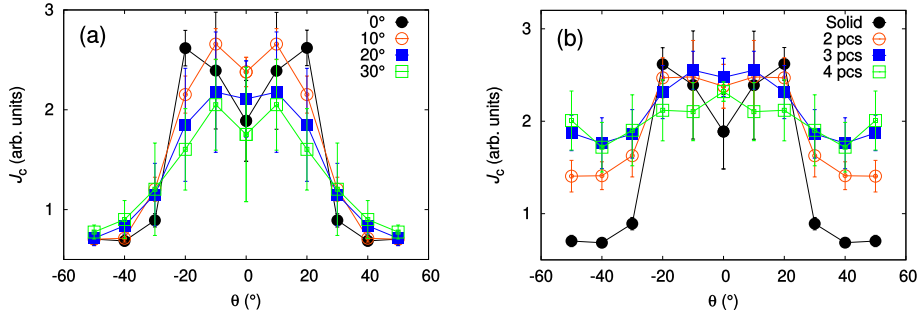 (a)
0°
10°
20°
30°
3
2
1
Jc (arb. units)
-60 -40 -20 0 20 40 60
θ (°)
(b)
Solid
2 pcs
3 pcs
4 pcs
3
2
1
Jc (arb. units)
-60 -40 -20 0 20 40 60
θ (°)